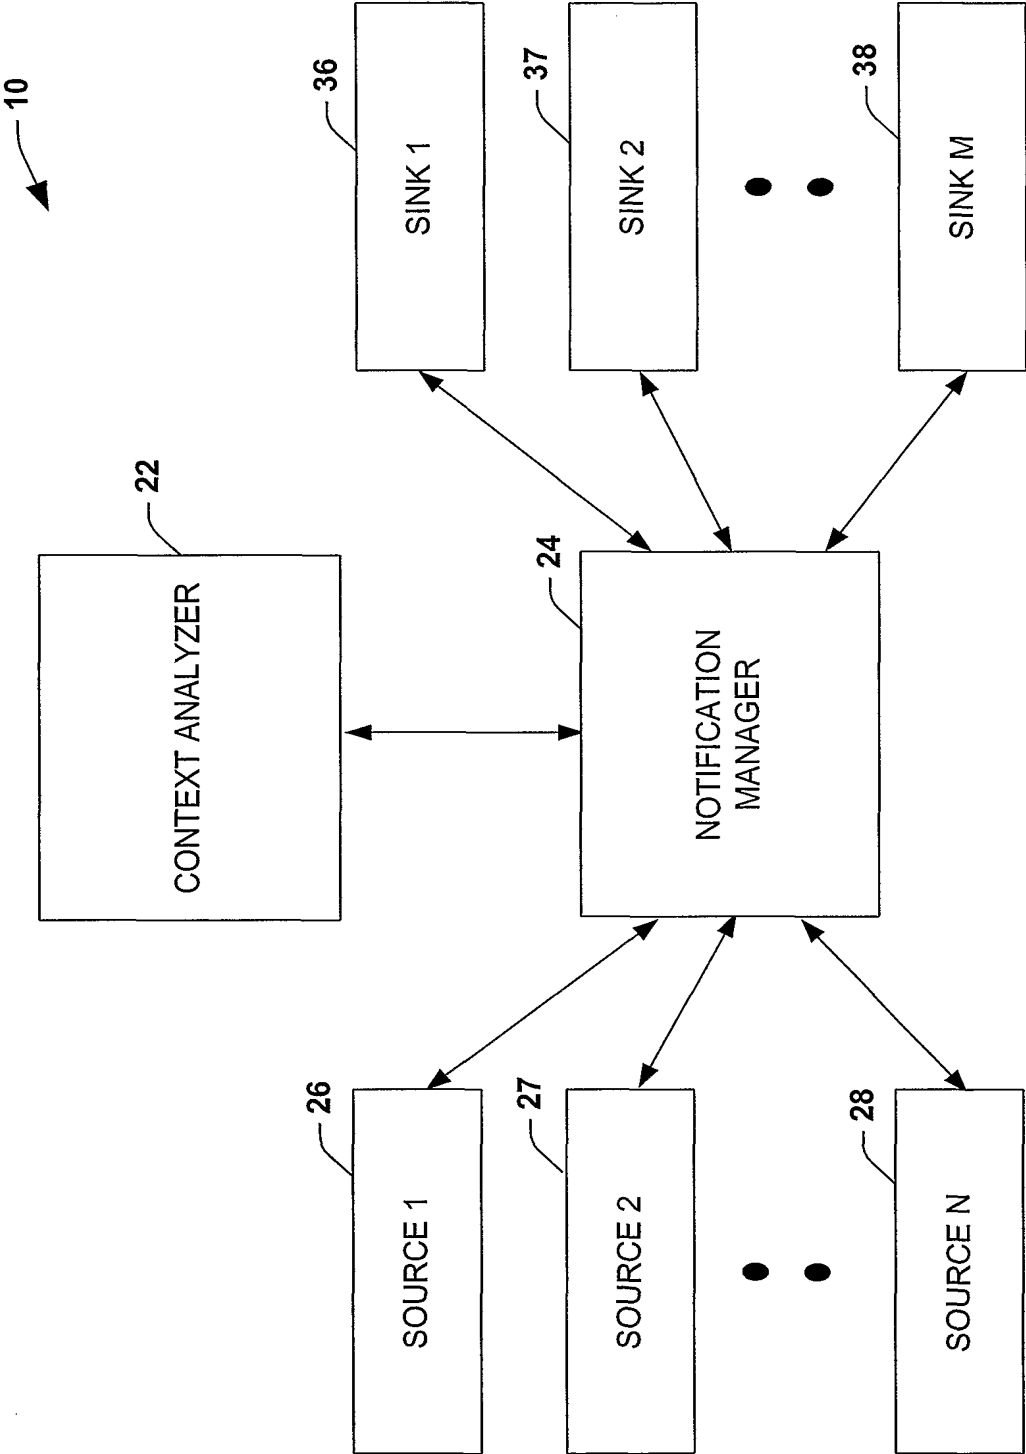 10
CONTEXT ANALYZER
22
SOURCE 1
26
NOTIFICATION
MANAGER
24
SINK 1
36
SOURCE 2
27
SINK 2
37
SOURCE N
28
SINK M
38